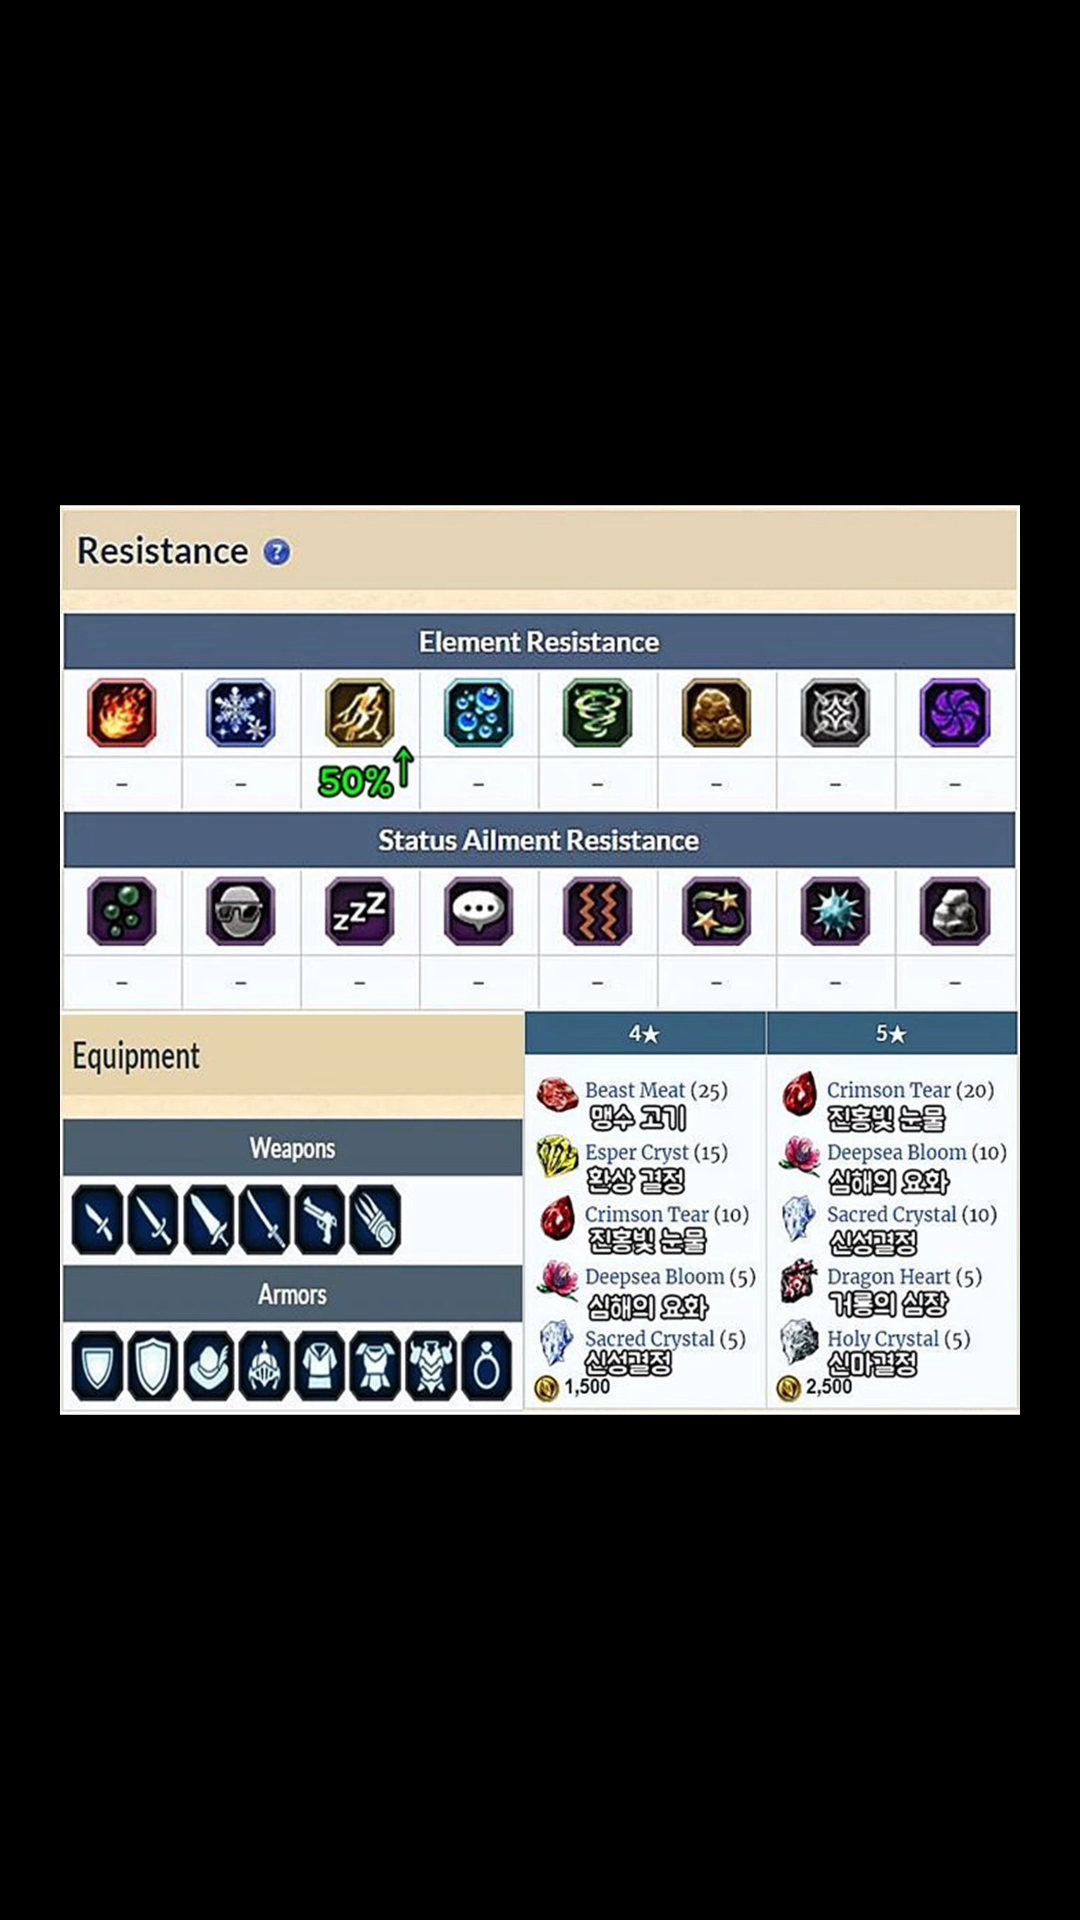 Resistance ?
Element Resistance
– – 50%↑ – – – – –
Status Ailment Resistance
zzZ
– – – – – – – –
Equipment
Weapons
Armors
4★
Beast Meat (25)
맹수 고기
Esper Cryst (15)
환상 결정
Crimson Tear (10)
진홍빛 눈물
Deepsea Bloom (5)
심해의 요화
Sacred Crystal (5)
신성결정
1,500
5★
Crimson Tear (20)
진홍빛 눈물
Deepsea Bloom (10)
심해의 요화
Sacred Crystal (10)
신성결정
Dragon Heart (5)
거룡의 심장
Holy Crystal (5)
신마결정
2,500